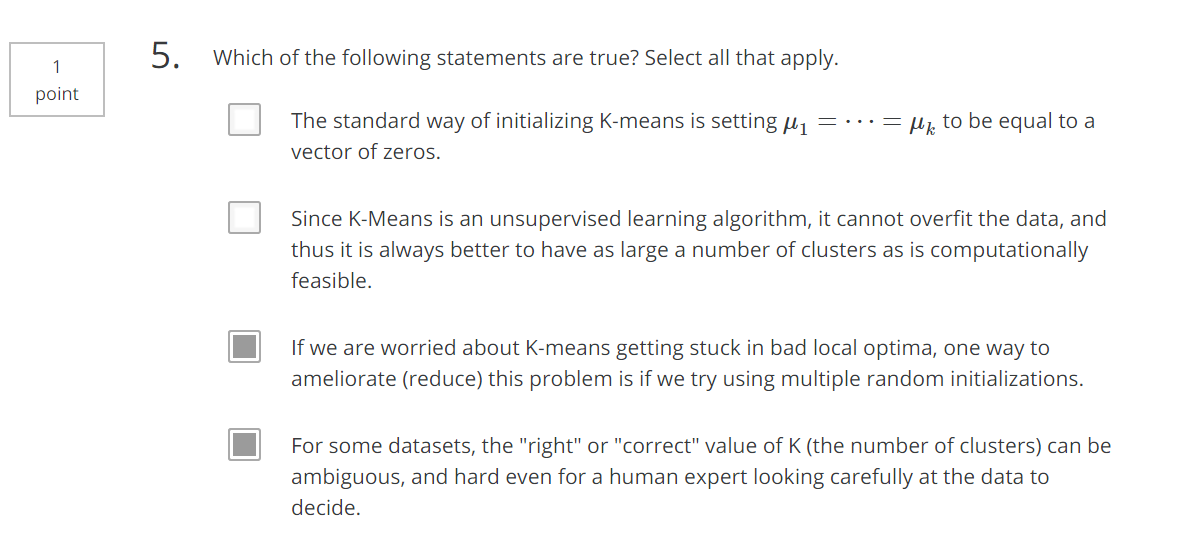 1
point
5. Which of the following statements are true? Select all that apply.
The standard way of initializing K-means is setting μ₁ = ⋯ = μₖ to be equal to a
vector of zeros.
Since K-Means is an unsupervised learning algorithm, it cannot overfit the data, and
thus it is always better to have as large a number of clusters as is computationally
feasible.
If we are worried about K-means getting stuck in bad local optima, one way to
ameliorate (reduce) this problem is if we try using multiple random initializations.
For some datasets, the "right" or "correct" value of K (the number of clusters) can be
ambiguous, and hard even for a human expert looking carefully at the data to
decide.